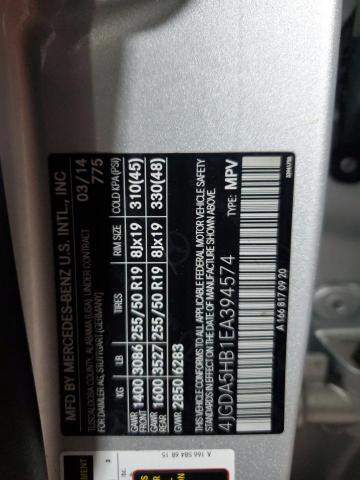 MFD BY MERCEDES-BENZ U.S. INTL., INC
TUSCALOOSA COUNTY, ALABAMA (USA), UNDER CONTRACT 03/14
FOR DAIMLER AG, STUTTGART (GERMANY) 775
KG LB TIRES RIM SIZE COLD KPA(PSI)
GAWR FRONT 1400 3086 255/50 R19 8Jx19 310(45)
GAWR REAR 1600 3527 255/50 R19 8Jx19 330(48)
GVWR 2850 6283
THIS VEHICLE CONFORMS TO ALL APPLICABLE FEDERAL MOTOR VEHICLE SAFETY
STANDARDS IN EFFECT ON THE DATE OF MANUFACTURE SHOWN ABOVE.
4JGDA5HB1EA394574 TYPE: MPV
A 166 817 09 20
A 166 584 68 15